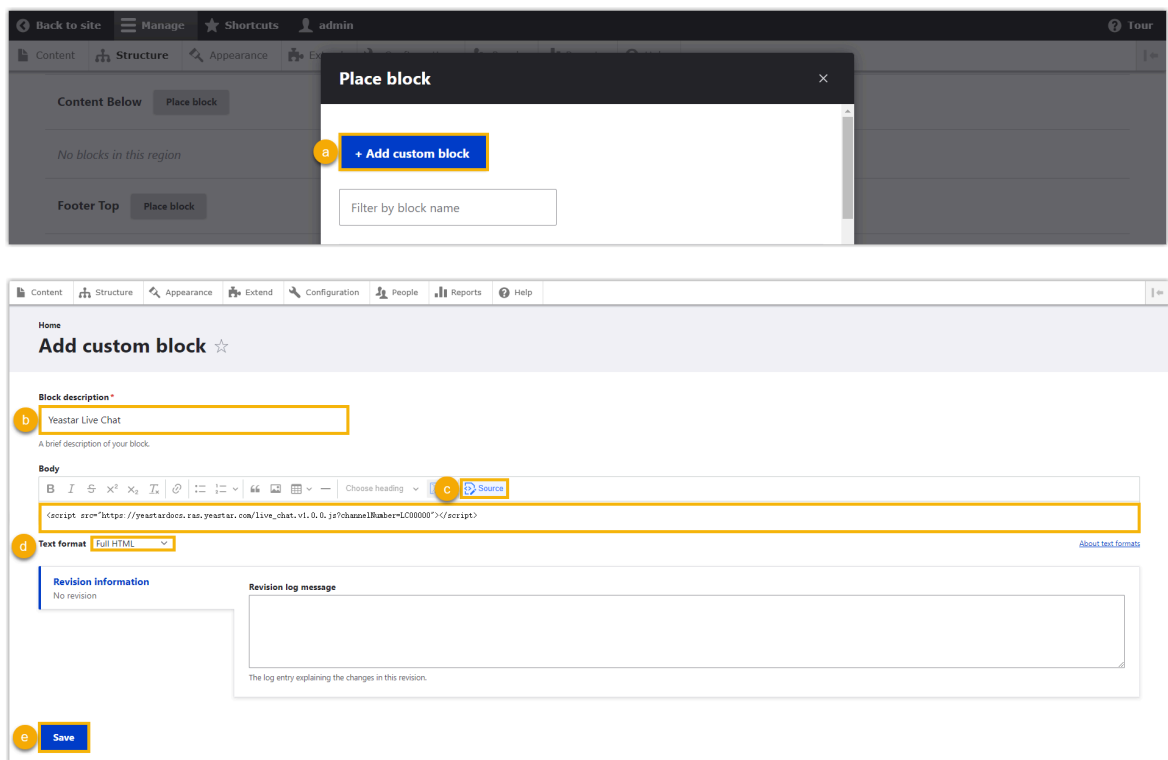 Back to site Manage Shortcuts admin Tour
Content Structure Appearance
Place block
Content Below Place block
a + Add custom block
No blocks in this region
Filter by block name
Footer Top Place block
Content Structure Appearance Extend Configuration People Reports Help
Home
Add custom block
Block description*
b Yeastar Live Chat
A brief description of your block.
Body
B I S x² x₂ Tx Choose heading c Source
<script src="https://yeastardocs.ras.yeastar.com/live_chat.v1.0.0.js?channelNumber=LC00000"></script>
d Text format Full HTML About text formats
Revision information
No revision
Revision log message
The log entry explaining the changes in this revision.
e Save